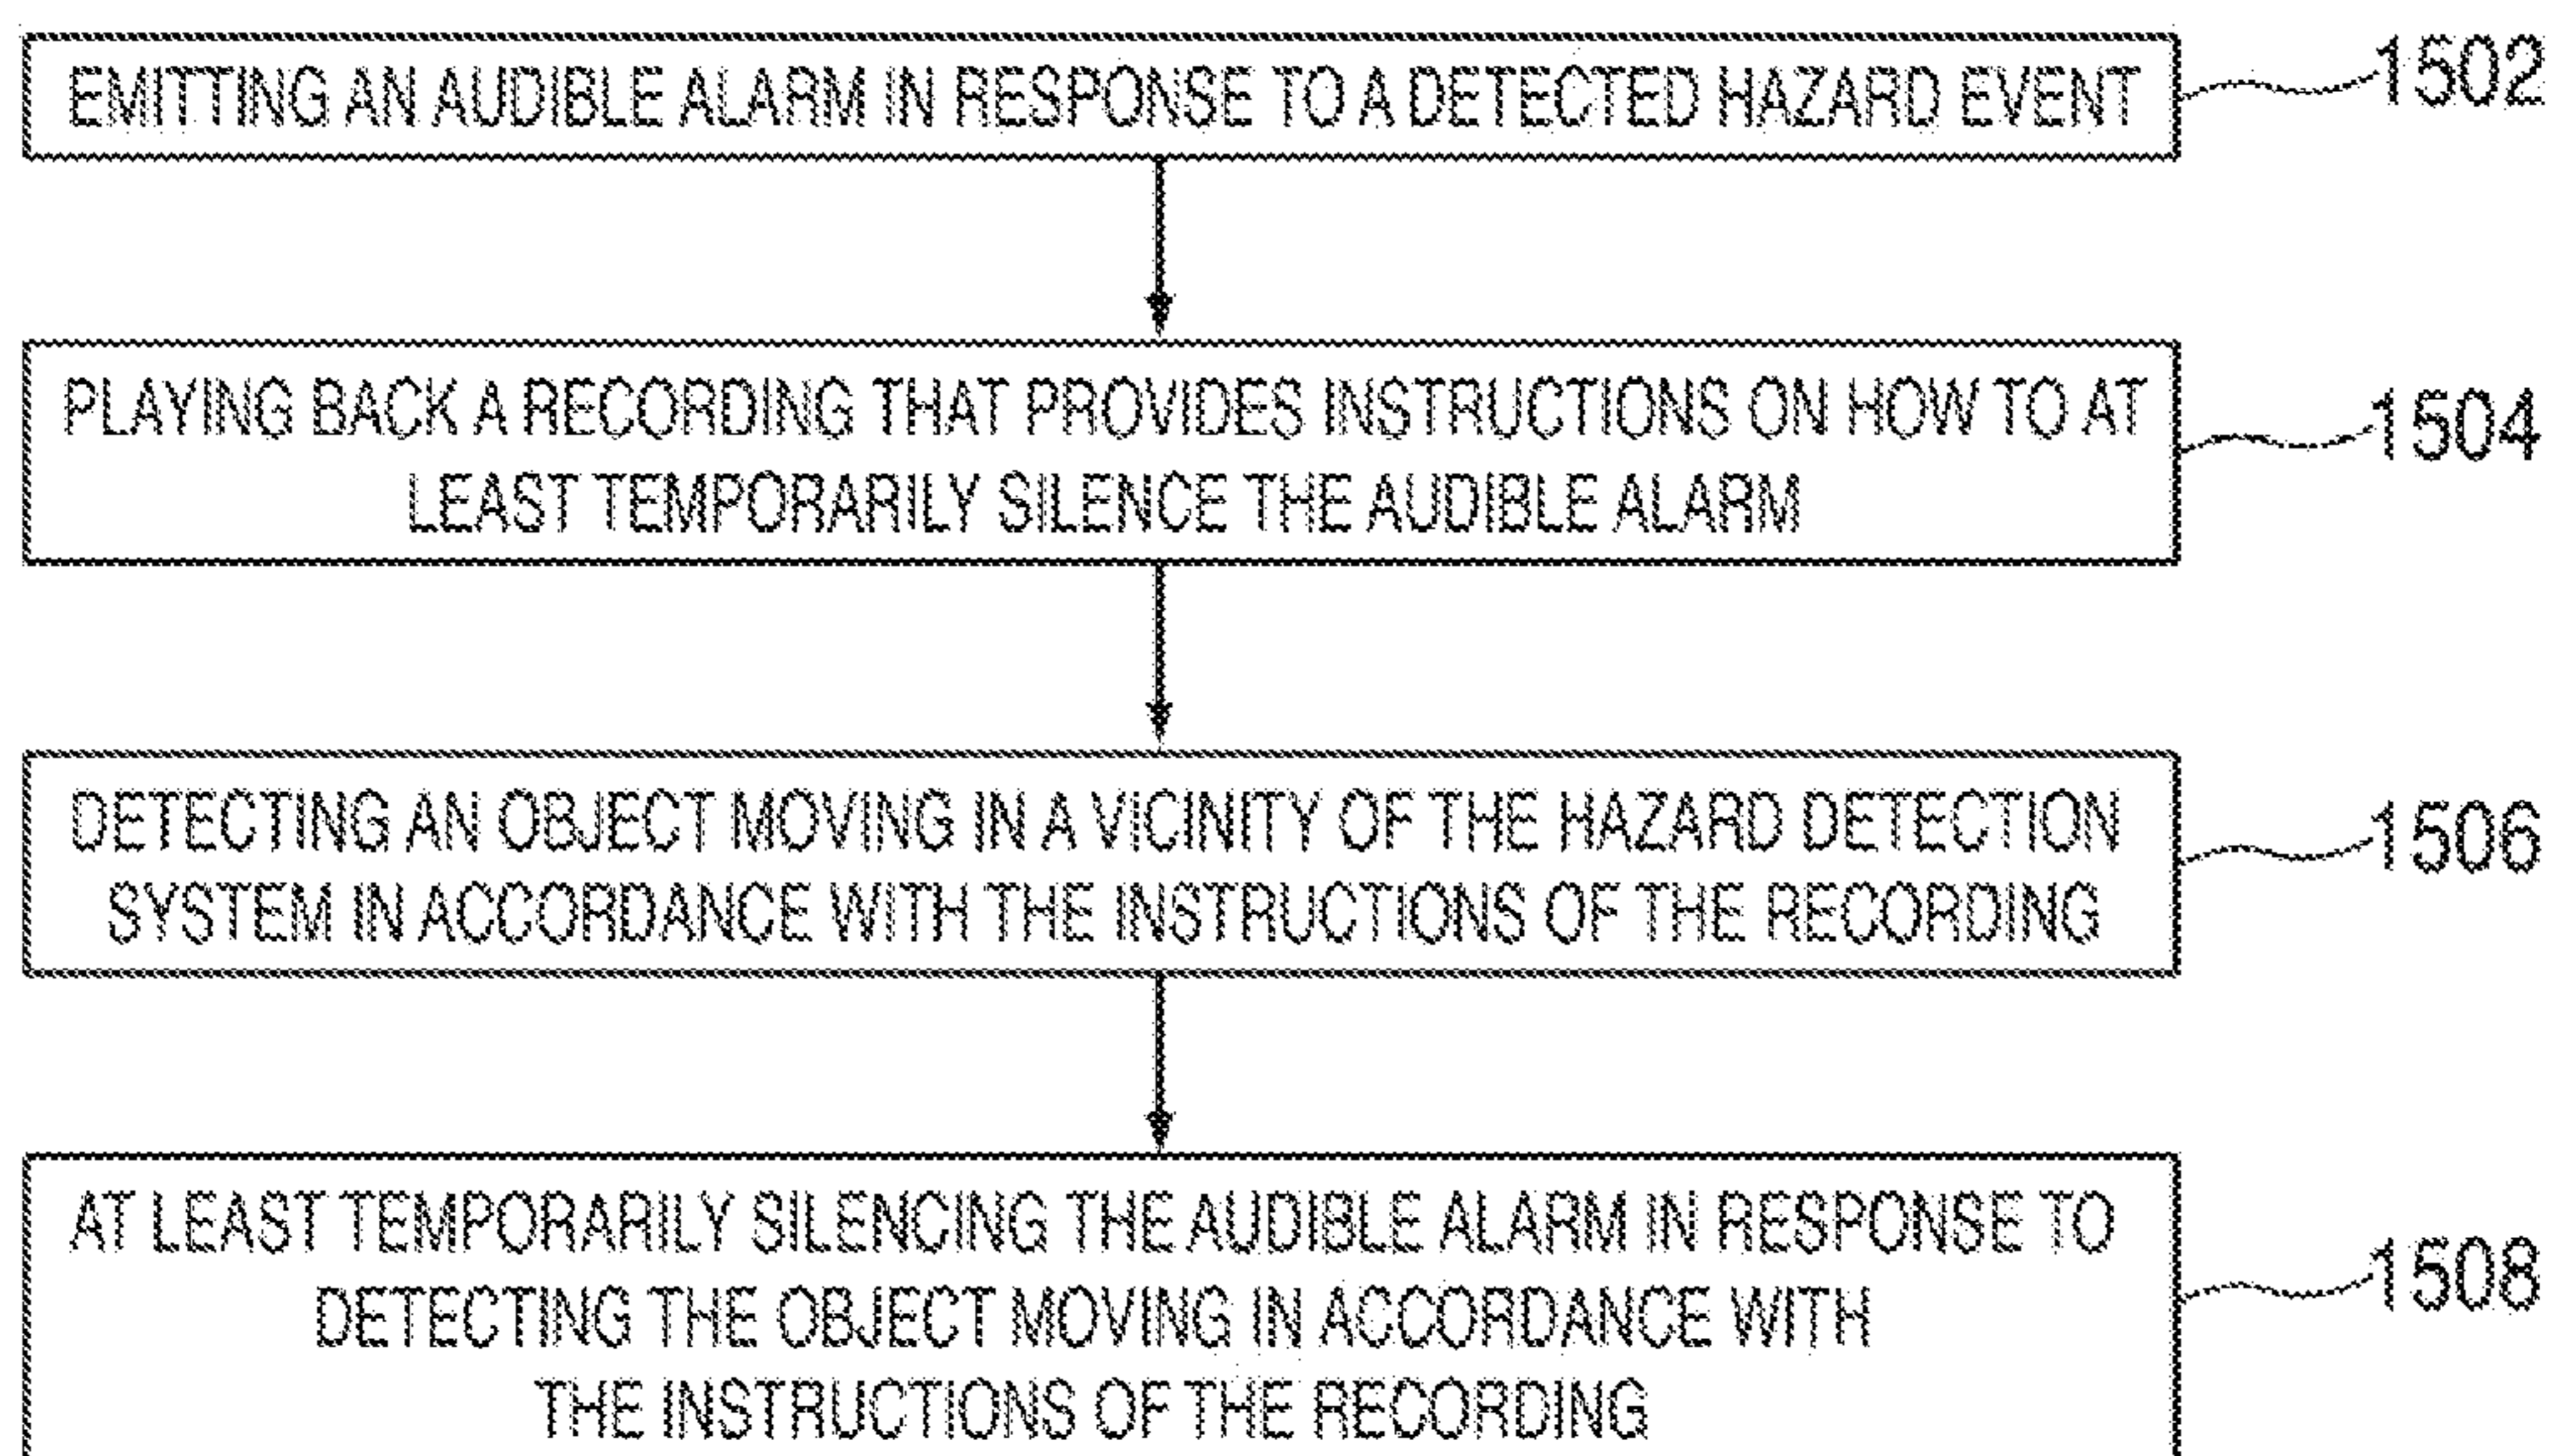 EMITTING AN AUDIBLE ALARM IN RESPONSE TO A DETECTED HAZARD EVENT
1502
PLAYING BACK A RECORDING THAT PROVIDES INSTRUCTIONS ON HOW TO AT
LEAST TEMPORARILY SILENCE THE AUDIBLE ALARM
1504
DETECTING AN OBJECT MOVING IN A VICINITY OF THE HAZARD DETECTION
SYSTEM IN ACCORDANCE WITH THE INSTRUCTIONS OF THE RECORDING
1506
AT LEAST TEMPORARILY SILENCING THE AUDIBLE ALARM IN RESPONSE TO
DETECTING THE OBJECT MOVING IN ACCORDANCE WITH
THE INSTRUCTIONS OF THE RECORDING
1508